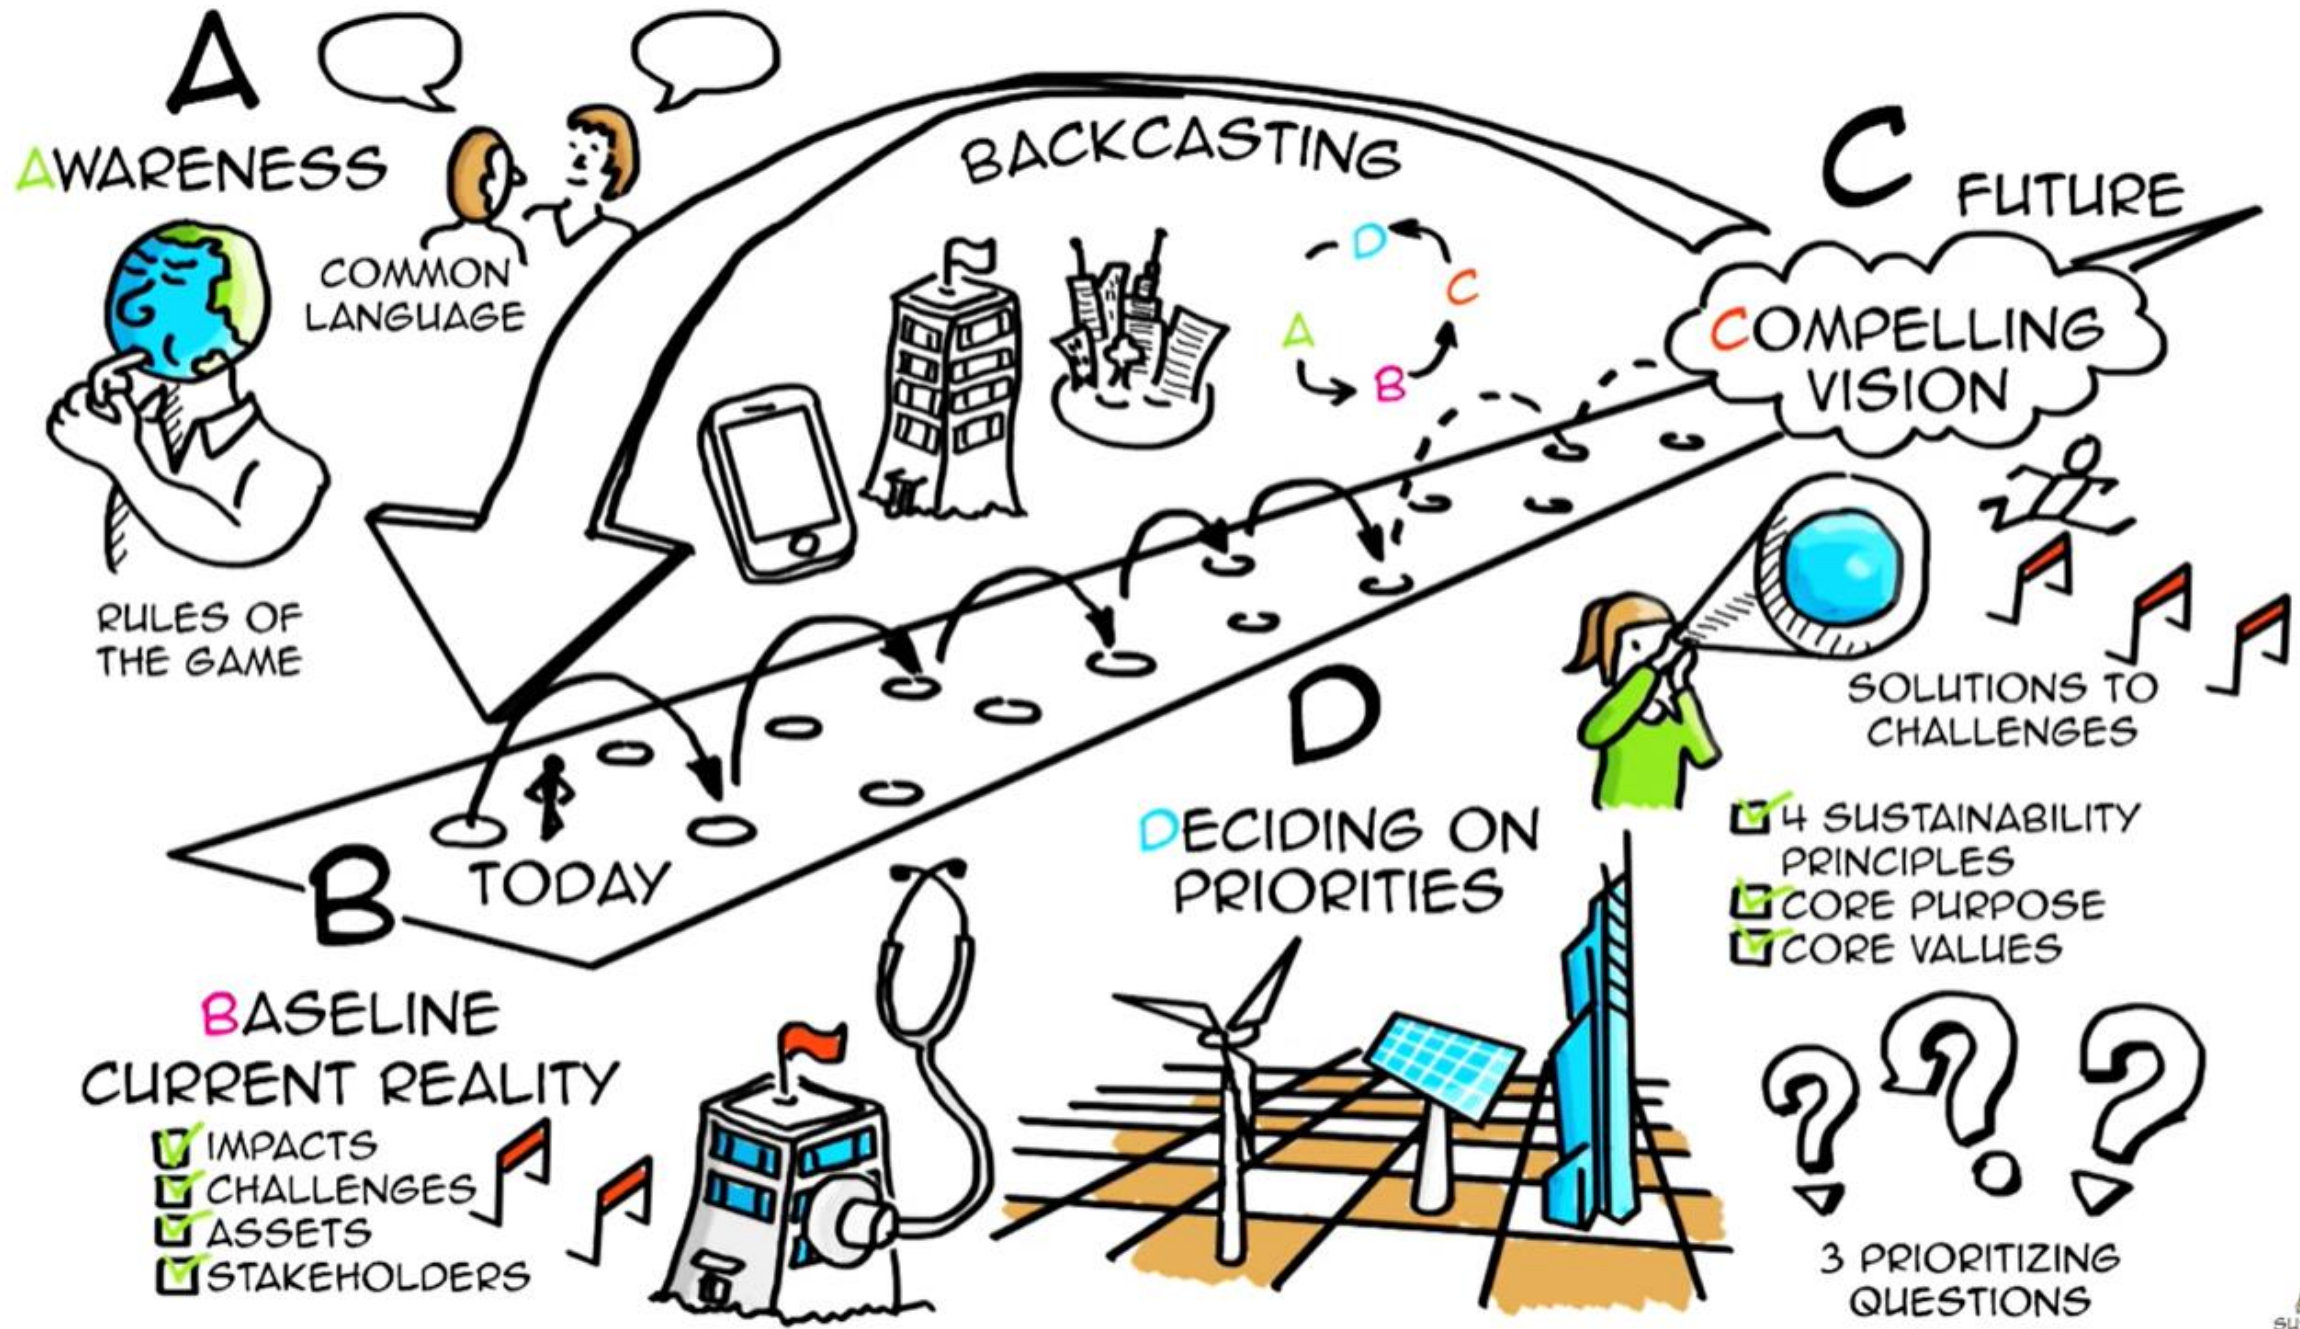 A
AWARENESS
COMMON
LANGUAGE
RULES OF
THE GAME
BACKCASTING
D
C
A
B
C
FUTURE
COMPELLING
VISION
SOLUTIONS TO
CHALLENGES
4 SUSTAINABILITY
PRINCIPLES
CORE PURPOSE
CORE VALUES
B
TODAY
BASELINE
CURRENT REALITY
IMPACTS
CHALLENGES
ASSETS
STAKEHOLDERS
D
DECIDING ON
PRIORITIES
3 PRIORITIZING
QUESTIONS